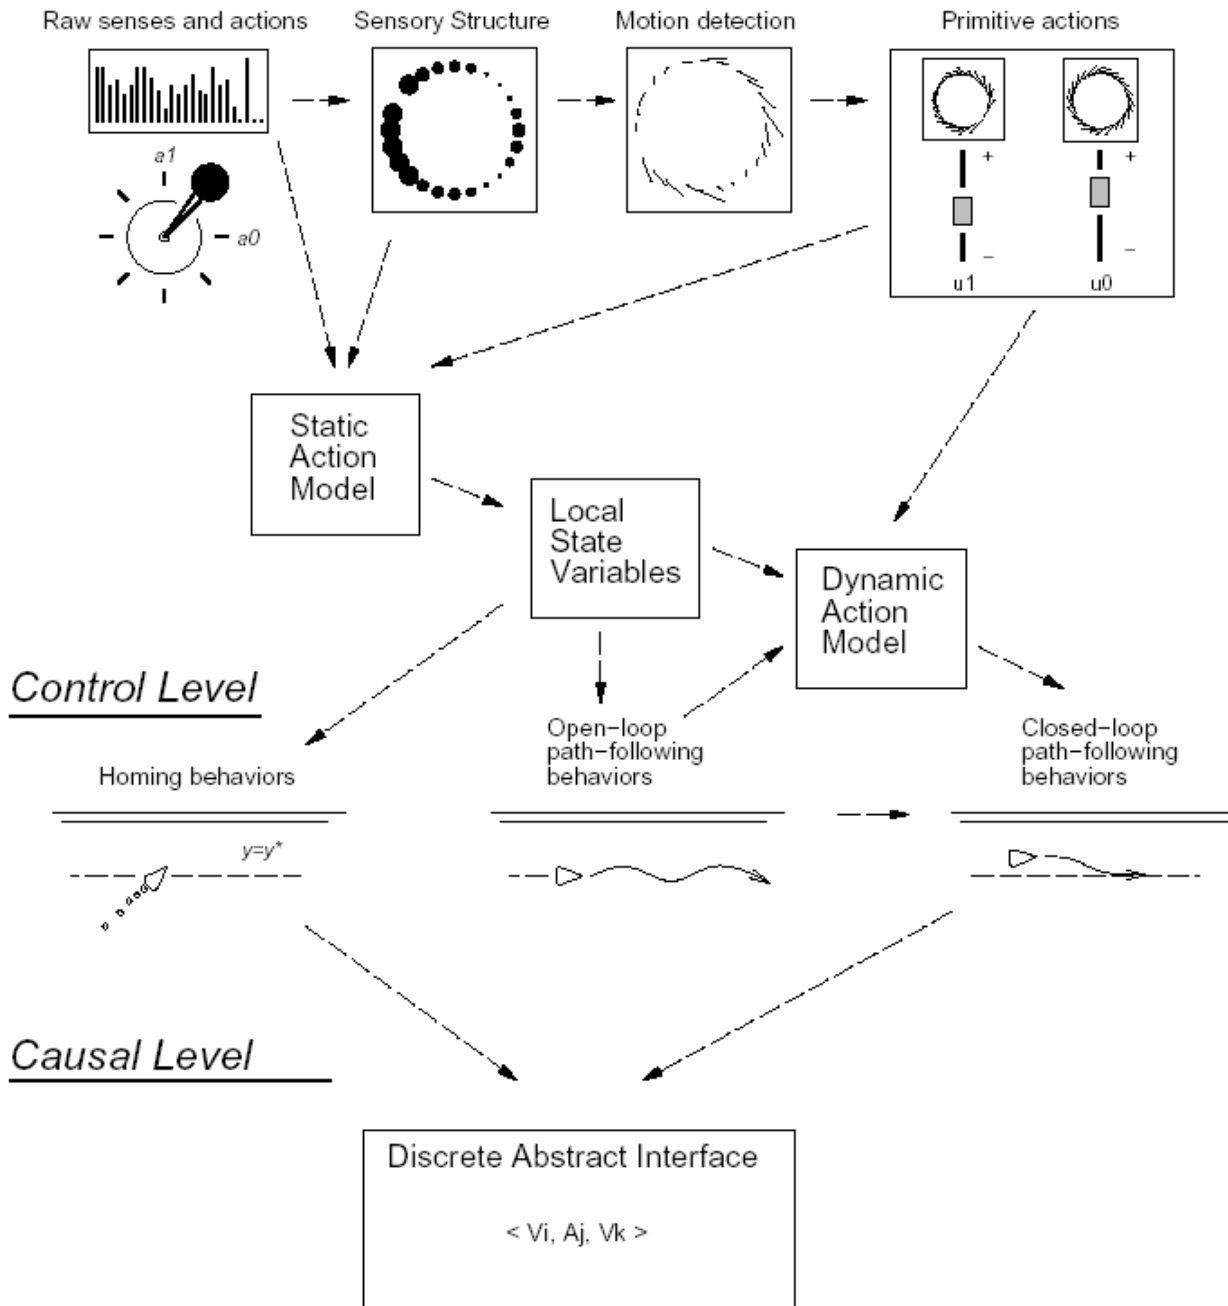 Raw senses and actions
Sensory Structure
Motion detection
Primitive actions
a1
a0
+
+
−
−
u1
u0
Static
Action
Model
Local
State
Variables
Dynamic
Action
Model
Control Level
Open−loop
path−following
behaviors
Closed−loop
path−following
behaviors
Homing behaviors
y=y*
Causal Level
Discrete Abstract Interface
< Vi, Aj, Vk >